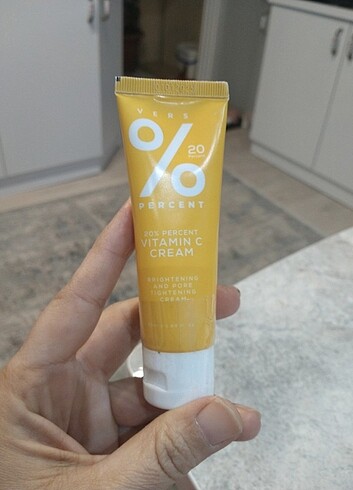 VERS
%
20
PERCENT
20% PERCENT
VITAMIN C
CREAM
BRIGHTENING
AND PORE
TIGHTENING
CREAM